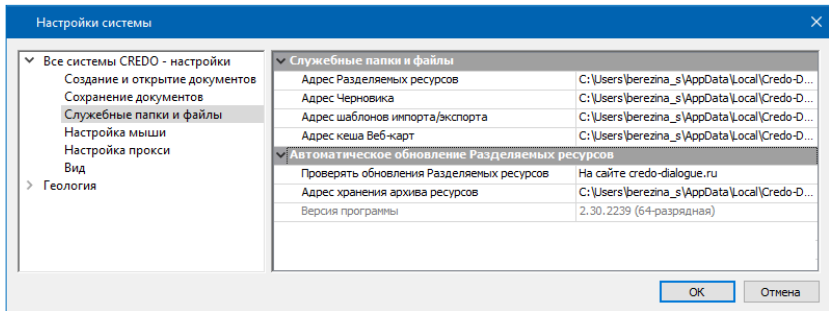 Настройки системы
Все системы CREDO - настройки
Создание и открытие документов
Сохранение документов
Служебные папки и файлы
Настройка мыши
Настройка прокси
Вид
Геология
Служебные папки и файлы
Адрес Разделяемых ресурсов C:\Users\berezina_s\AppData\Local\Credo-D...
Адрес Черновика C:\Users\berezina_s\AppData\Local\Credo-D...
Адрес шаблонов импорта/экспорта C:\Users\berezina_s\AppData\Local\Credo-D...
Адрес кеша Веб-карт C:\Users\berezina_s\AppData\Local\Credo-D...
Автоматическое обновление Разделяемых ресурсов
Проверять обновления Разделяемых ресурсов На сайте credo-dialogue.ru
Адрес хранения архива ресурсов C:\Users\berezina_s\AppData\Local\Credo-D...
Версия программы 2.30.2239 (64-разрядная)
ОК Отмена